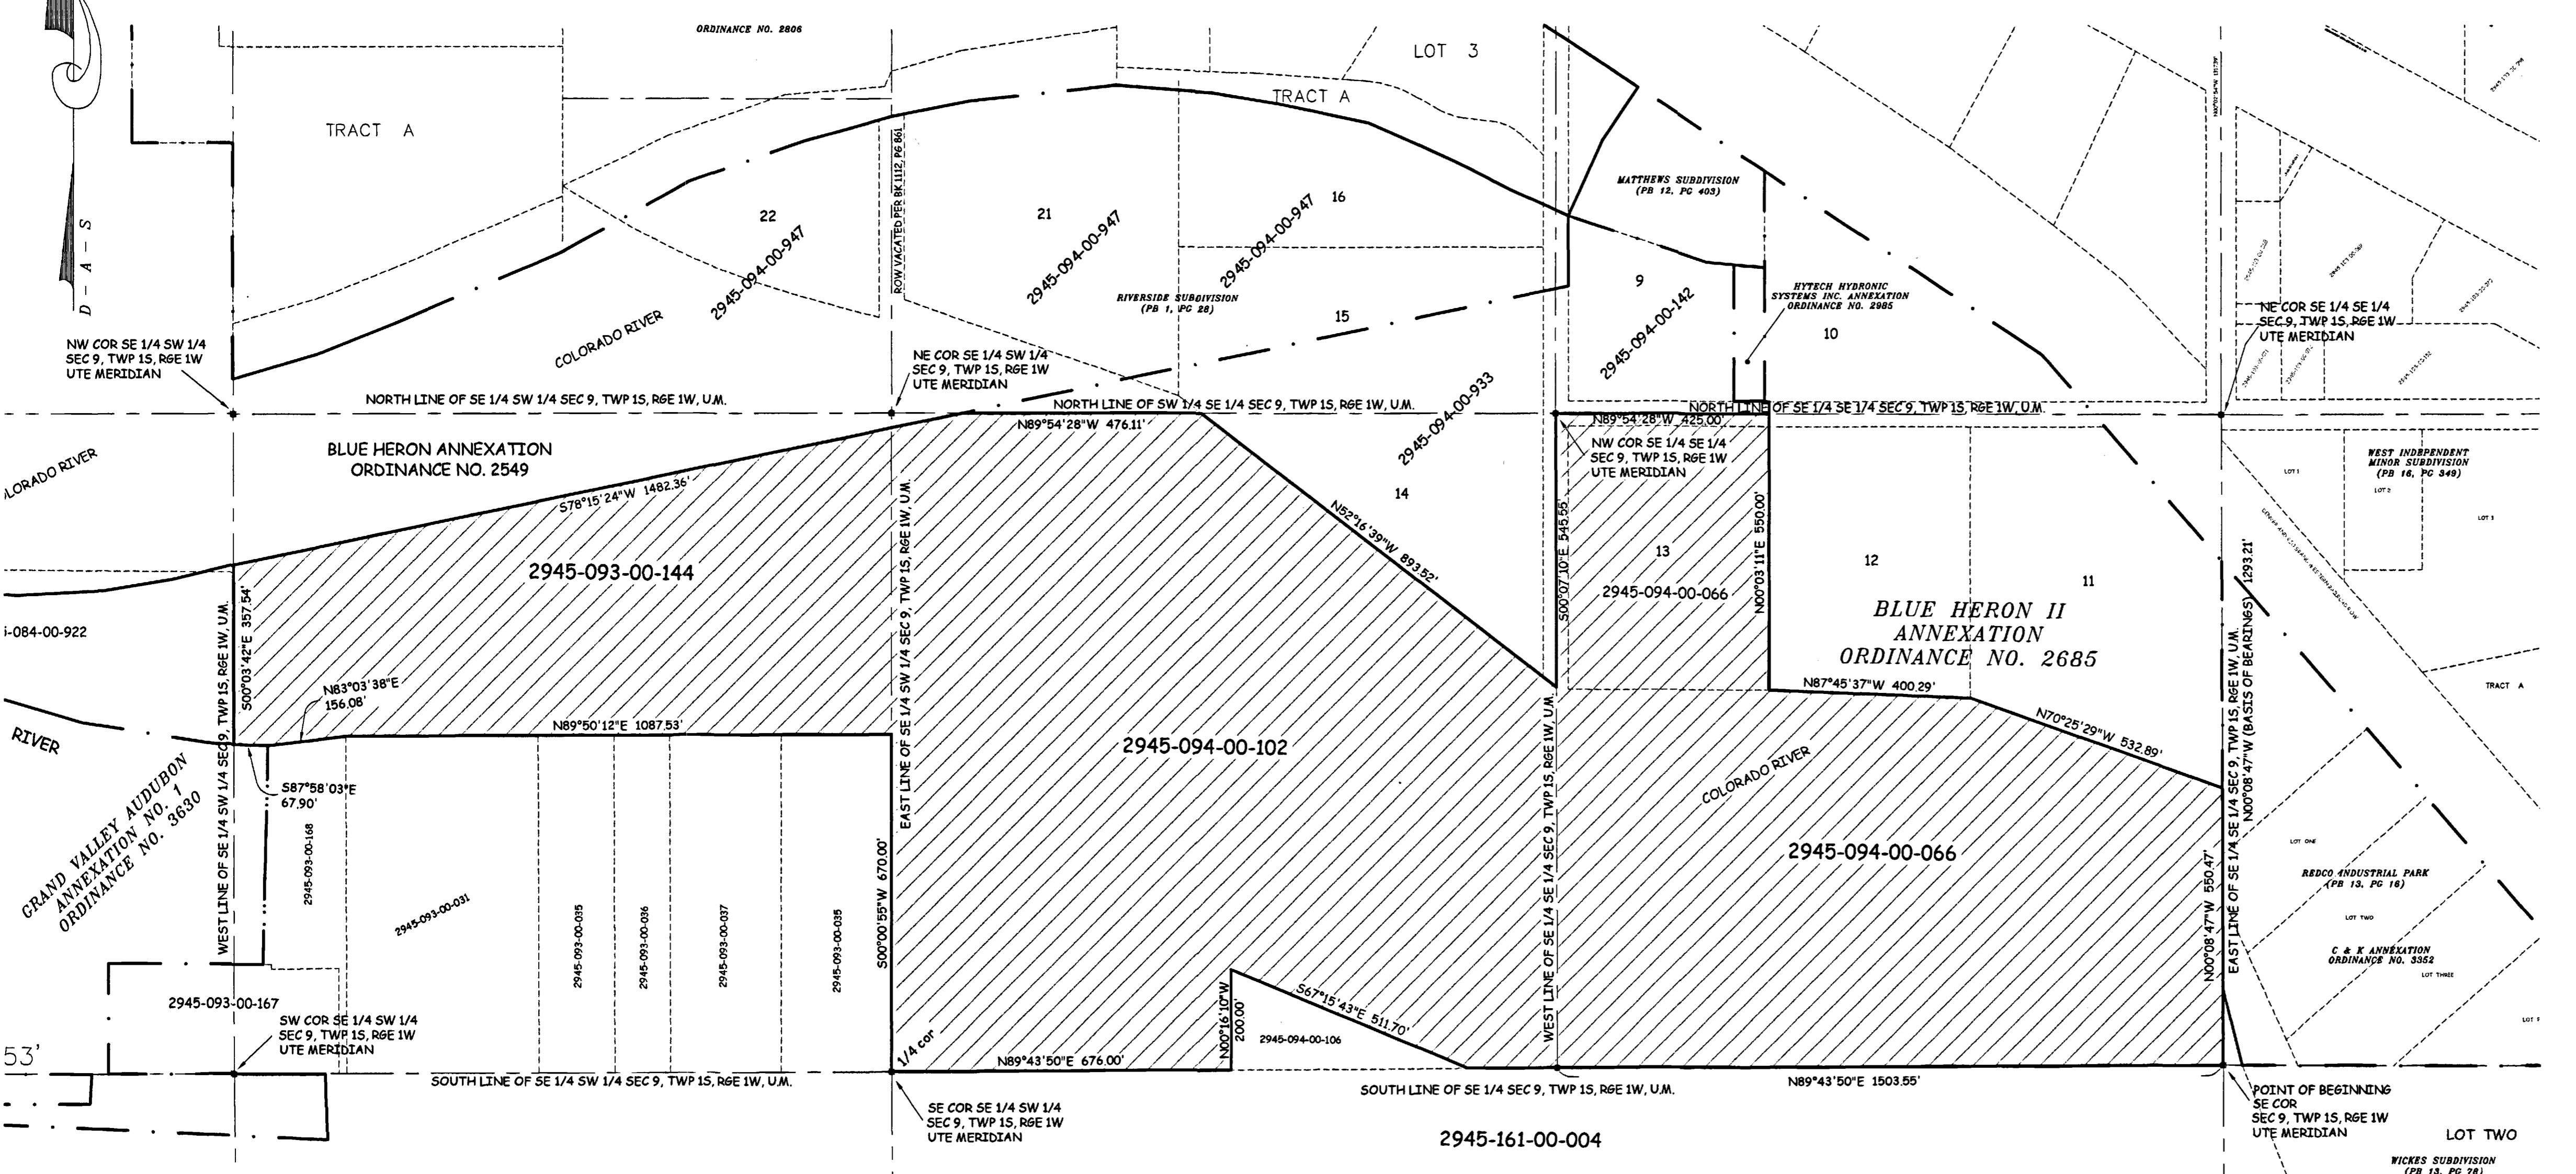 ORDINANCE NO. 2806
LOT 3
TRACT A
TRACT A
D-A-S
22
2945-094-00-947
ROW VACATED PER BK 1112, PG 861
21
2945-094-00-947
16
2945-094-00-947
RIVERSIDE SUBDIVISION
(PB 1, PG 28)
15
MATTHEWS SUBDIVISION
(PB 12, PG 403)
9
2945-094-00-142
HYTECH HYDRONIC
SYSTEMS INC. ANNEXATION
ORDINANCE NO. 2985
10
NE COR SE 1/4 SE 1/4
SEC 9, TWP 1S, RGE 1W
UTE MERIDIAN
NW COR SE 1/4 SW 1/4
SEC 9, TWP 1S, RGE 1W
UTE MERIDIAN
COLORADO RIVER
NE COR SE 1/4 SW 1/4
SEC 9, TWP 1S, RGE 1W
UTE MERIDIAN
NORTH LINE OF SE 1/4 SW 1/4 SEC 9, TWP 1S, RGE 1W, U.M.
NORTH LINE OF SW 1/4 SE 1/4 SEC 9, TWP 1S, RGE 1W, U.M.
NORTH LINE OF SE 1/4 SE 1/4 SEC 9, TWP 1S, RGE 1W, U.M.
N89°54'28"W 476.11'
2945-094-00-933
N89°54'28"W 425.00'
NW COR SE 1/4 SE 1/4
SEC 9, TWP 1S, RGE 1W
UTE MERIDIAN
BLUE HERON ANNEXATION
ORDINANCE NO. 2549
LORADO RIVER
S78°15'24"W 1482.36'
14
WEST INDEPENDENT
MINOR SUBDIVISION
(PB 16, PG 349)
LOT 1
LOT 2
LOT 3
N52°16'39"W 893.52'
S00°07'10"E 545.55'
N00°03'11"E 550.00'
13
2945-094-00-066
12
11
BLUE HERON II
ANNEXATION
ORDINANCE NO. 2685
2945-093-00-144
S00°03'42"E 357.54'
-084-00-922
WEST LINE OF SE 1/4 SW 1/4 SEC 9, TWP 1S, RGE 1W, U.M.
EAST LINE OF SE 1/4 SW 1/4 SEC 9, TWP 1S, RGE 1W, U.M.
N00°08'47"W (BASIS OF BEARINGS) 1293.21'
EAST LINE OF SE 1/4 SE 1/4 SEC 9, TWP 1S, RGE 1W, U.M.
N83°03'38"E
156.08'
N87°45'37"W 400.29'
TRACT A
N89°50'12"E 1087.53'
N70°25'29"W 532.89'
RIVER
2945-094-00-102
COLORADO RIVER
WEST LINE OF SE 1/4 SE 1/4 SEC 9, TWP 1S, RGE 1W, U.M.
GRAND VALLEY AUDUBON
ANNEXATION NO. 1
ORDINANCE NO. 3630
S87°58'03"E
67.90'
2945-093-00-168
2945-093-00-031
2945-093-00-035
2945-093-00-036
2945-093-00-037
2945-093-00-035
S00°00'55"W 670.00'
2945-094-00-066
N00°08'47"W 550.47'
LOT ONE
REDCO INDUSTRIAL PARK
(PB 13, PG 16)
LOT TWO
C & K ANNEXATION
ORDINANCE NO. 3352
LOT THREE
LOT F
2945-093-00-167
SW COR SE 1/4 SW 1/4
SEC 9, TWP 1S, RGE 1W
UTE MERIDIAN
53'
1/4 cor
N89°43'50"E 676.00'
N00°16'10"W
200.00'
S67°15'43"E 511.70'
2945-094-00-106
SOUTH LINE OF SE 1/4 SW 1/4 SEC 9, TWP 1S, RGE 1W, U.M.
SOUTH LINE OF SE 1/4 SEC 9, TWP 1S, RGE 1W, U.M.
N89°43'50"E 1503.55'
SE COR SE 1/4 SW 1/4
SEC 9, TWP 1S, RGE 1W
UTE MERIDIAN
POINT OF BEGINNING
SE COR
SEC 9, TWP 1S, RGE 1W
UTE MERIDIAN
2945-161-00-004
LOT TWO
WICKES SUBDIVISION
(PB 13, PG 78)